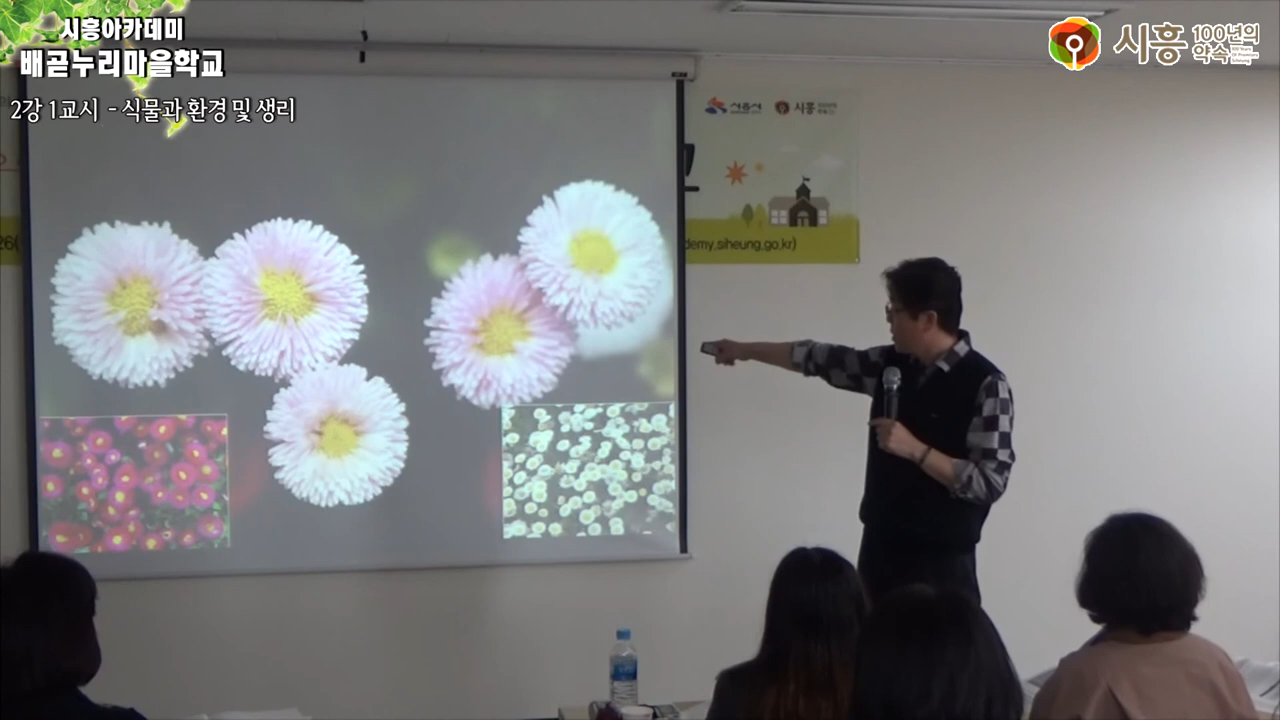 시흥아카데미
배곧누리마을학교
2강 1교시 - 식물과 환경 및 생리
시흥 100년의
약속
시흥시 시흥
demy.siheung.go.kr)
26(